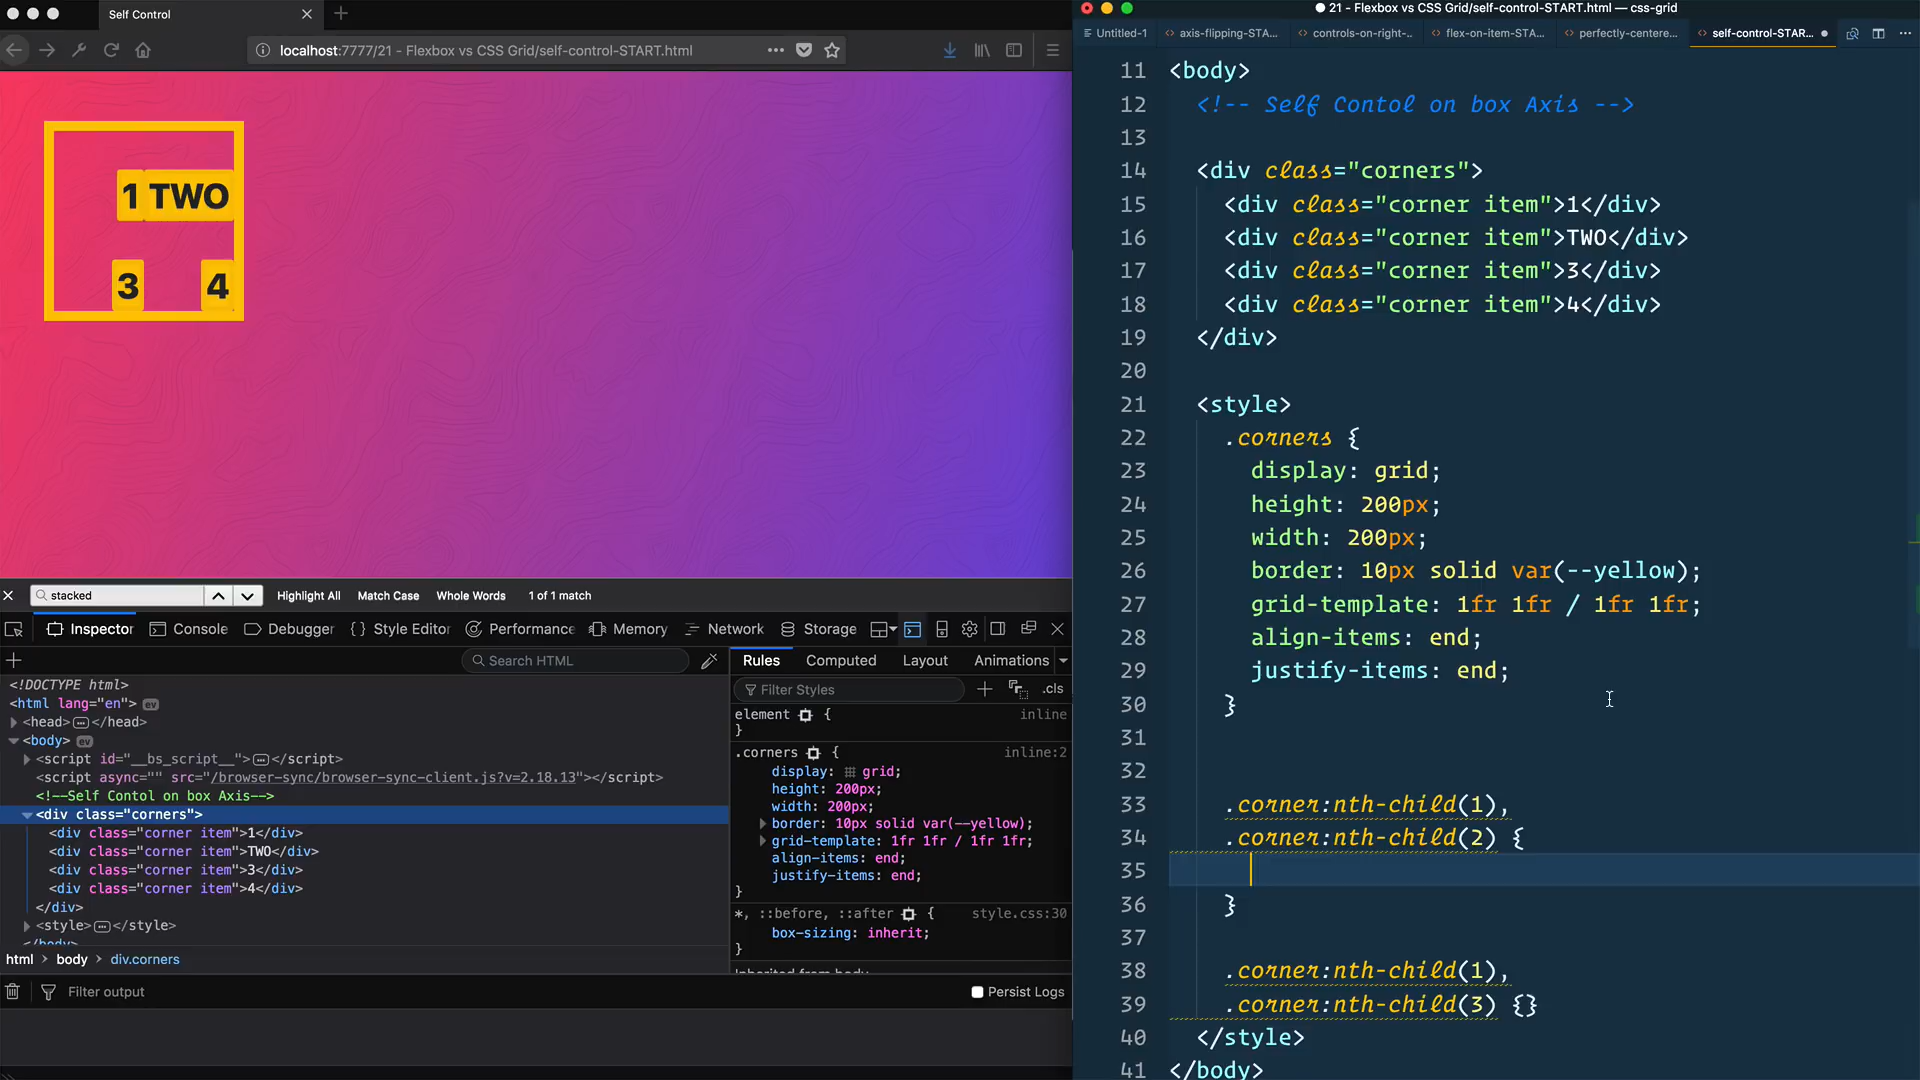 Self Control
localhost:7777/21 - Flexbox vs CSS Grid/self-control-START.html
1 TWO
3 4
stacked
Highlight All Match Case Whole Words 1 of 1 match
Inspector Console Debugger Style Editor Performance Memory Network Storage
Search HTML
<!DOCTYPE html>
<html lang="en"> ev
<head></head>
<body> ev
<script id="__bs_script__"></script>
<script async="" src="/browser-sync/browser-sync-client.js?v=2.18.13"></script>
<!--Self Contol on box Axis-->
<div class="corners">
<div class="corner item">1</div>
<div class="corner item">TWO</div>
<div class="corner item">3</div>
<div class="corner item">4</div>
</div>
<style></style>
</body>
html > body > div.corners
Rules Computed Layout Animations
Filter Styles .cls
element { inline
}
.corners { inline:2
display: grid;
height: 200px;
width: 200px;
border: 10px solid var(--yellow);
grid-template: 1fr 1fr / 1fr 1fr;
align-items: end;
justify-items: end;
}
*, ::before, ::after { style.css:30
box-sizing: inherit;
}
Inherited from body
Filter output Persist Logs
21 - Flexbox vs CSS Grid/self-control-START.html — css-grid
Untitled-1 axis-flipping-STA... controls-on-right-.. flex-on-item-STA... perfectly-centere... self-control-STAR...
11 <body>
12 <!-- Self Contol on box Axis -->
13
14 <div class="corners">
15 <div class="corner item">1</div>
16 <div class="corner item">TWO</div>
17 <div class="corner item">3</div>
18 <div class="corner item">4</div>
19 </div>
20
21 <style>
22 .corners {
23 display: grid;
24 height: 200px;
25 width: 200px;
26 border: 10px solid var(--yellow);
27 grid-template: 1fr 1fr / 1fr 1fr;
28 align-items: end;
29 justify-items: end;
30 }
31
32
33 .corner:nth-child(1),
34 .corner:nth-child(2) {
35
36 }
37
38 .corner:nth-child(1),
39 .corner:nth-child(3) {}
40 </style>
41 </body>